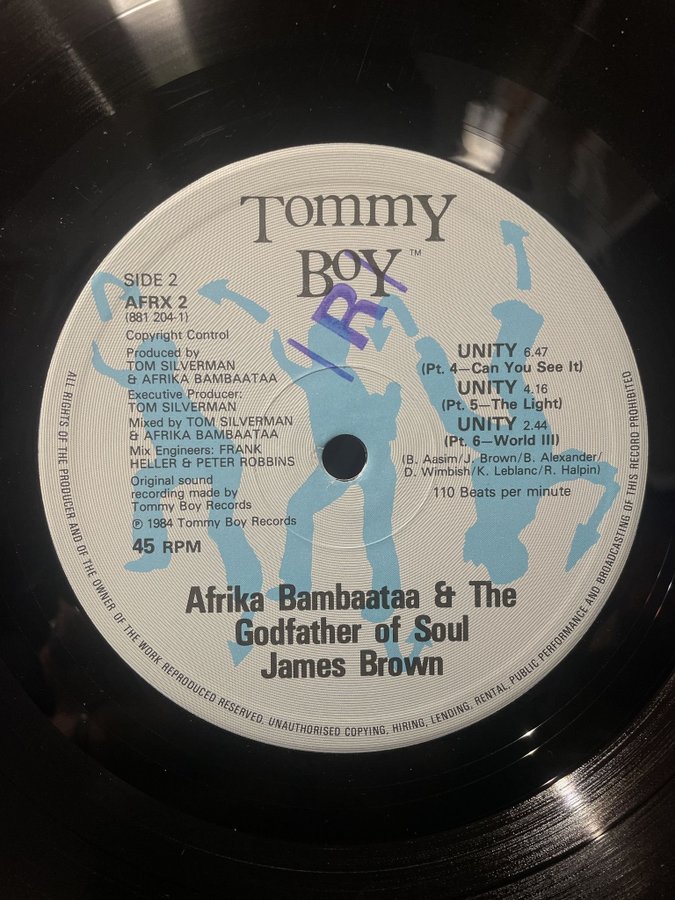 TOMMY
BOY™
/R/
SIDE 2
AFRX 2
(881 204-1)
Copyright Control
Produced by
TOM SILVERMAN
& AFRIKA BAMBAATAA
Executive Producer:
TOM SILVERMAN
Mixed by TOM SILVERMAN
& AFRIKA BAMBAATAA
Mix Engineers: FRANK
HELLER & PETER ROBBINS
Original sound
recording made by
Tommy Boy Records
℗ 1984 Tommy Boy Records
45 RPM
UNITY 6.47
(Pt. 4—Can You See It)
UNITY 4.16
(Pt. 5—The Light)
UNITY 2.44
(Pt. 6—World III)
(B. Aasim/J. Brown/B. Alexander/
D. Wimbish/K. Leblanc/R. Halpin)
110 Beats per minute
Afrika Bambaataa & The
Godfather of Soul
James Brown
ALL RIGHTS OF THE PRODUCER AND OF THE OWNER OF THE WORK REPRODUCED RESERVED. UNAUTHORISED COPYING, HIRING, LENDING, RENTAL, PUBLIC PERFORMANCE AND BROADCASTING OF THIS RECORD PROHIBITED